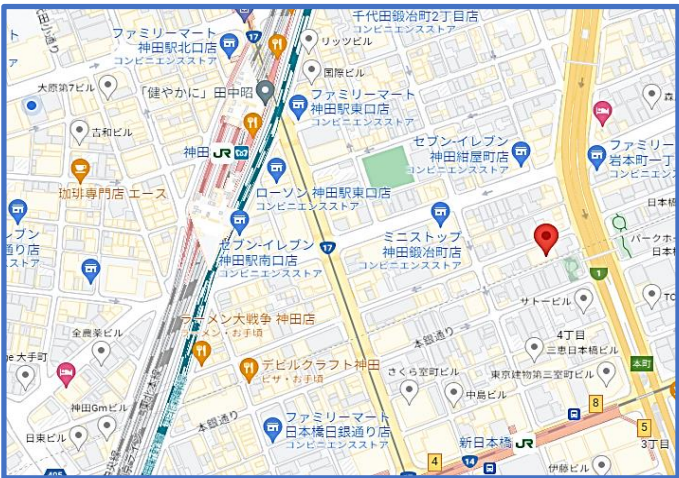 千代田鍛冶町2丁目店
コンビニエンスストア
ファミリーマート
神田駅北口店
コンビニエンスストア
17
リッツビル
国際ビル
大原第7ビル
「健やかに」田中昭
ファミリーマート
神田駅東口店
コンビニエンスストア
吉和ビル
神田 JR
セブン-イレブン
神田紺屋町店
コンビニエンスストア
ファミリー
岩本町一丁
コンビニエンス
珈琲専門店 エース
ローソン 神田駅東口店
コンビニエンスストア
日本橋
ブン
通り店
ストア
セブン-イレブン
神田駅南口店
コンビニエンスストア
17
ミニストップ
神田鍛冶町店
コンビニエンスストア
パークホー
日本橋
1
サトービル
TC
ラーメン大戦争 神田店
ラーメン・お手頃
本銀通り
全農薬ビル
大手町
デビルクラフト神田
ピザ・お手頃
4丁目
三恵日本橋ビル
東京建物第三室町ビル
本町
さくら室町ビル
中島ビル
神田Gmビル
日東ビル
本銀通り
ファミリーマート
日本橋日銀通り店
コンビニエンスストア
8
新日本橋 JR
5
3丁目
4
14
伊藤ビル
405